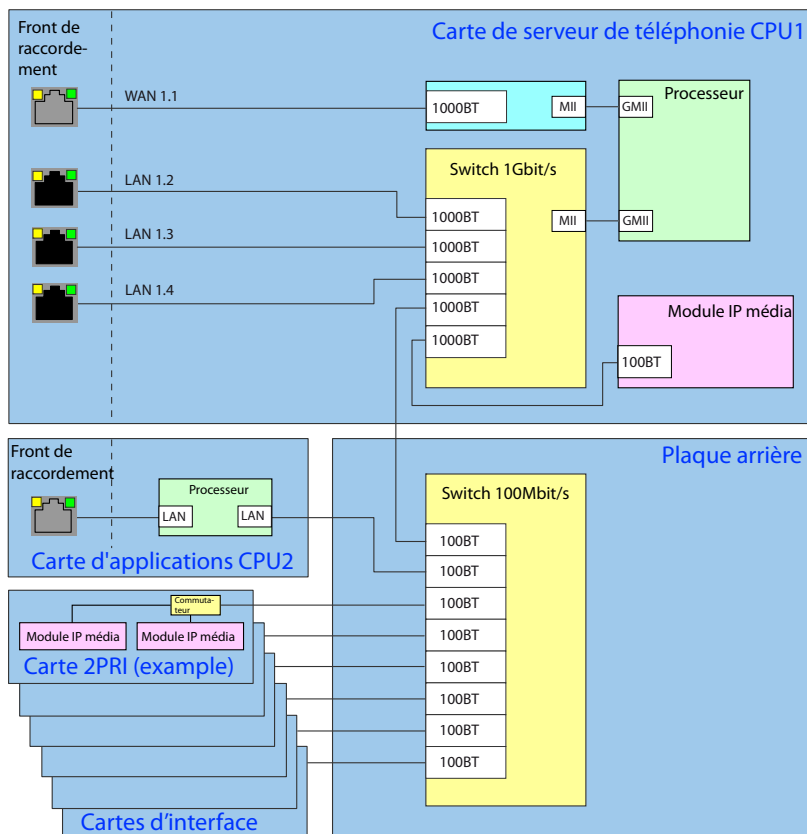 Front de
raccorde-
ment
Carte de serveur de téléphonie CPU1
WAN 1.1
1000BT
MII
GMII
Processeur
Switch 1Gbit/s
LAN 1.2
1000BT
MII
GMII
LAN 1.3
1000BT
LAN 1.4
1000BT
1000BT
1000BT
Module IP média
100BT
Front de
raccordement
Processeur
LAN
LAN
Carte d'applications CPU2
Plaque arrière
Switch 100Mbit/s
100BT
100BT
100BT
100BT
100BT
100BT
100BT
100BT
Commuta-
teur
Module IP média
Module IP média
Carte 2PRI (example)
Cartes d’interface